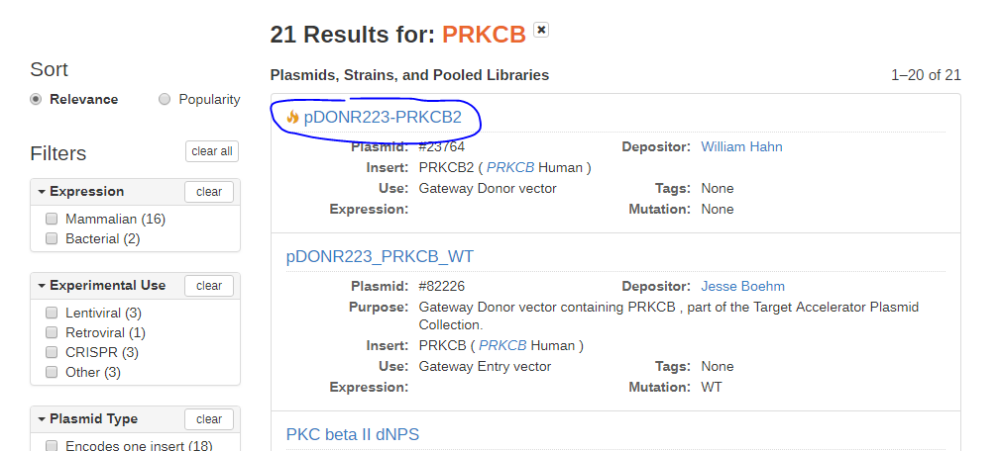 21 Results for: PRKCB
Sort
Plasmids, Strains, and Pooled Libraries 1–20 of 21
Relevance Popularity
pDONR223-PRKCB2
Filters clear all
Plasmid: #23764 Depositor: William Hahn
Insert: PRKCB2 ( PRKCB Human )
Expression clear
Use: Gateway Donor vector Tags: None
Expression: Mutation: None
Mammalian (16)
Bacterial (2)
pDONR223_PRKCB_WT
Experimental Use clear
Plasmid: #82226 Depositor: Jesse Boehm
Purpose: Gateway Donor vector containing PRKCB , part of the Target Accelerator Plasmid
Collection.
Lentiviral (3)
Retroviral (1)
CRISPR (3)
Other (3)
Insert: PRKCB ( PRKCB Human )
Use: Gateway Entry vector Tags: None
Expression: Mutation: WT
Plasmid Type clear
PKC beta II dNPS
Encodes one insert (18)